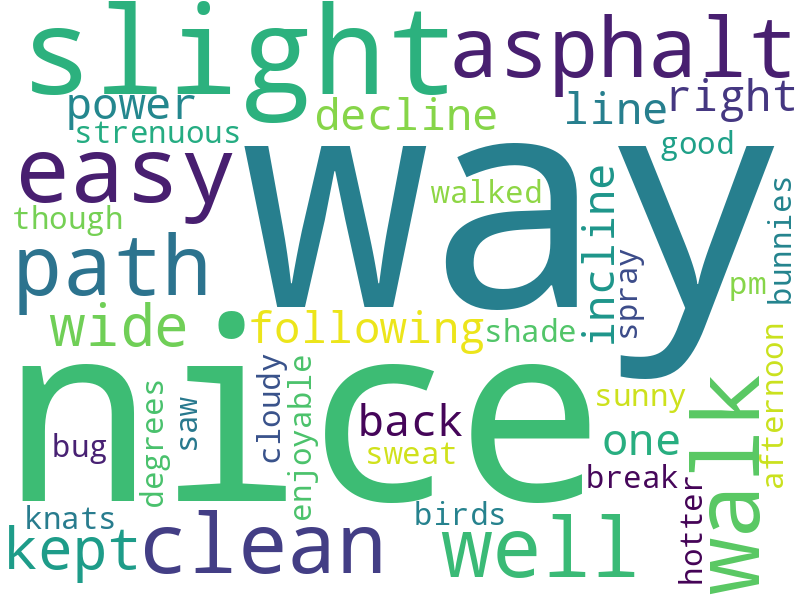 slight
asphalt
power
line
right
strenuous
decline
good
easy
way
walked
incline
spray
bunnies
though
path
pm
wide
following
shade
nice
degrees
saw
cloudy
enjoyable
back
sunny
afternoon
bug
sweat
one
walk
break
hotter
knats
birds
kept
clean
well